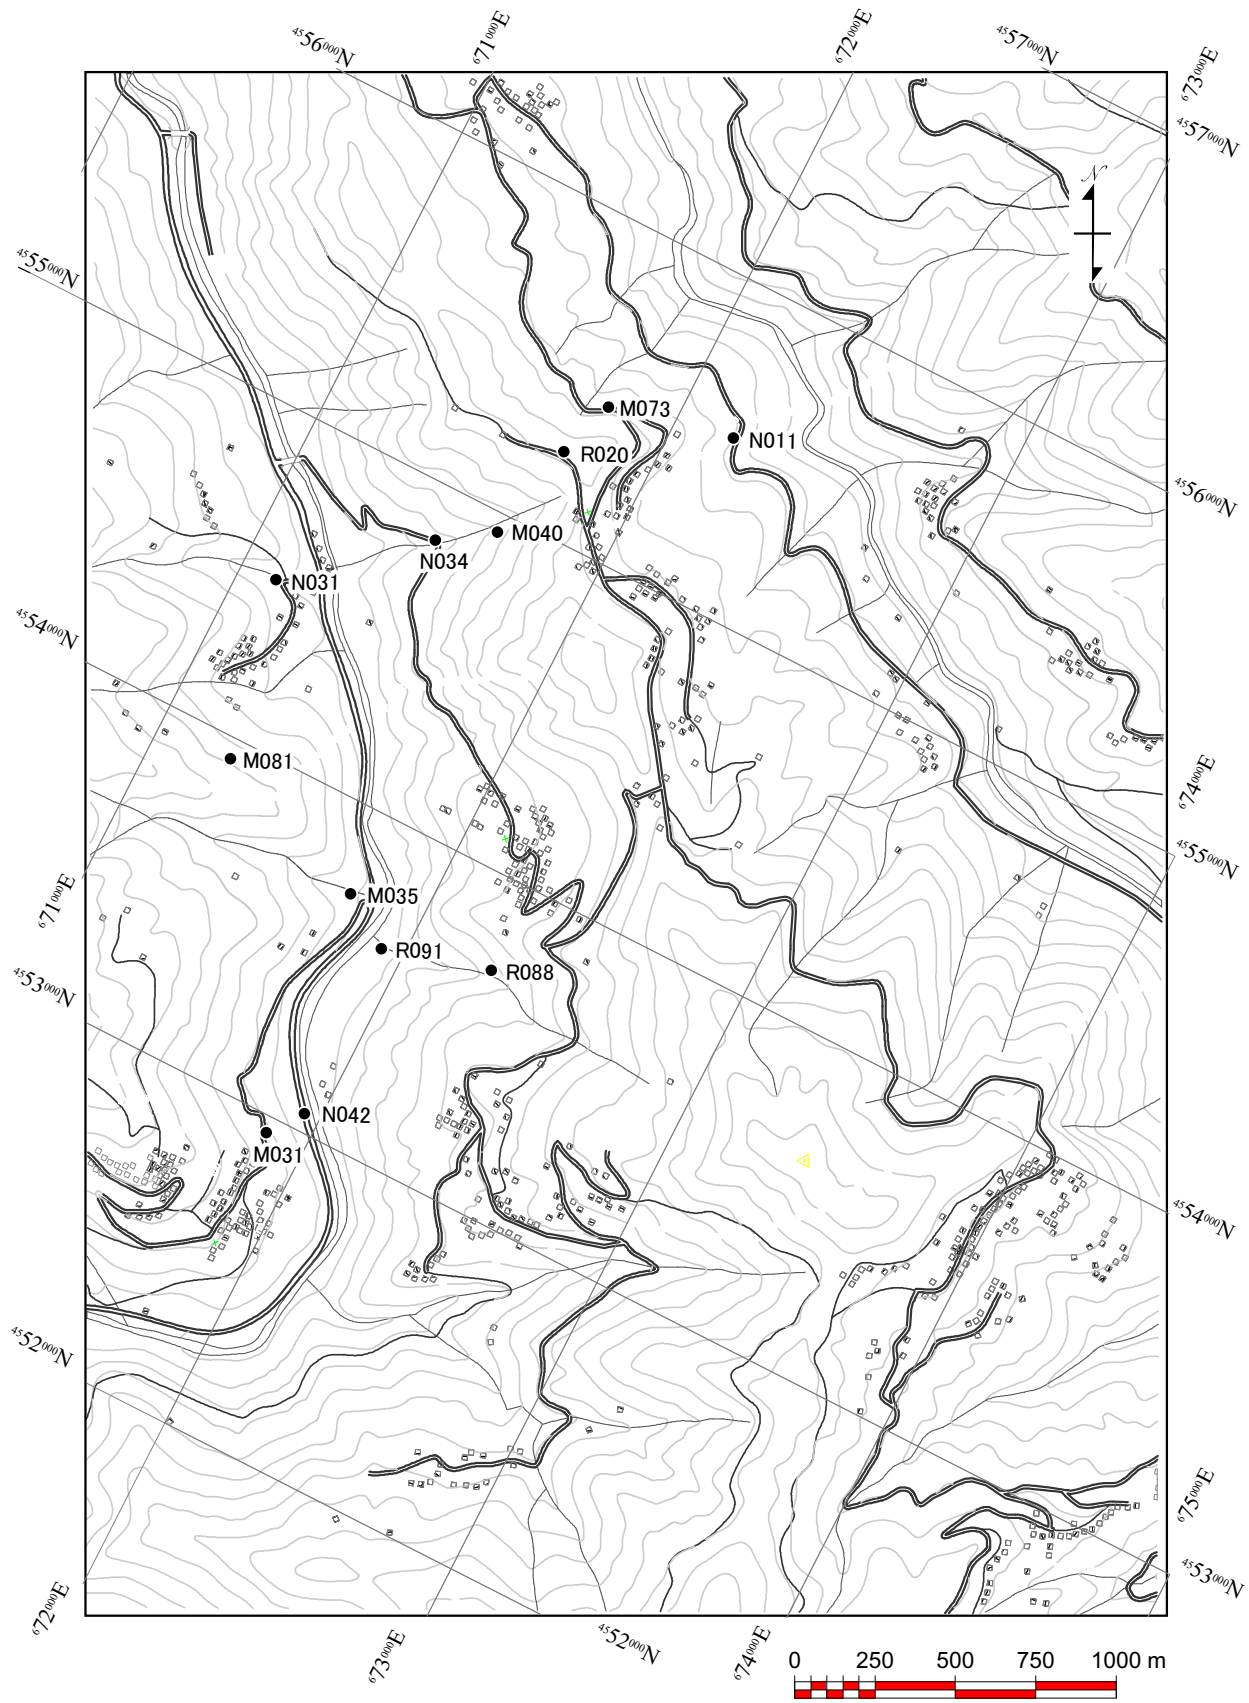 ⁴⁵56⁰⁰⁰N
⁶71⁰⁰⁰E
⁶72⁰⁰⁰E
⁴⁵57⁰⁰⁰N
⁶73⁰⁰⁰E
⁴⁵57⁰⁰⁰N
N
⁴⁵55⁰⁰⁰N
M073
R020
N011
⁴⁵56⁰⁰⁰N
M040
N034
N031
⁴⁵54⁰⁰⁰N
M081
⁶74⁰⁰⁰E
⁴⁵55⁰⁰⁰N
⁶71⁰⁰⁰E
M035
R091
R088
⁴⁵53⁰⁰⁰N
N042
M031
⁴⁵54⁰⁰⁰N
⁴⁵52⁰⁰⁰N
⁶75⁰⁰⁰E
⁴⁵53⁰⁰⁰N
⁶72⁰⁰⁰E
⁶73⁰⁰⁰E
⁴⁵52⁰⁰⁰N
⁶74⁰⁰⁰E
0 250 500 750 1000 m